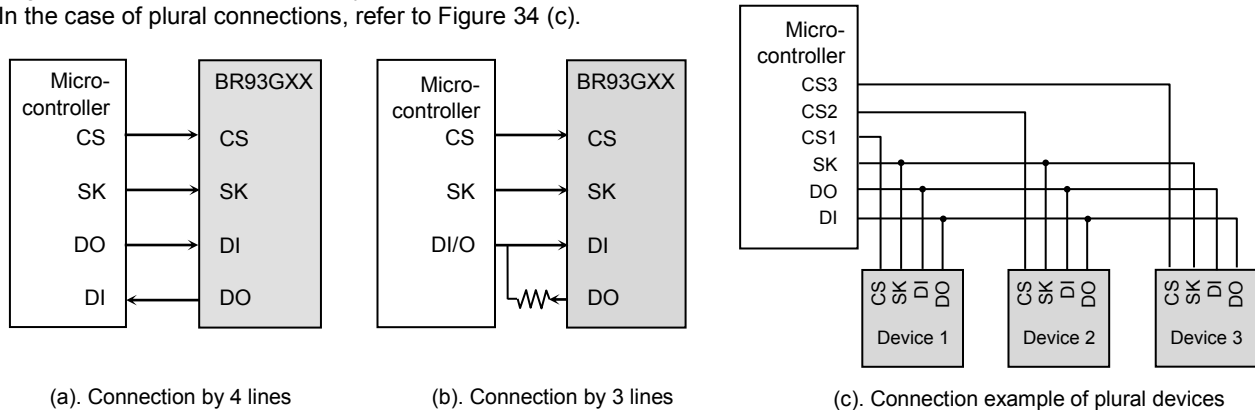 In the case of plural connections, refer to Figure 34 (c).
Micro-
controller
CS
SK
DO
DI
BR93GXX
CS
SK
DI
DO
(a). Connection by 4 lines
Micro-
controller
CS
SK
DI/O
BR93GXX
CS
SK
DI
DO
(b). Connection by 3 lines
Micro-
controller
CS3
CS2
CS1
SK
DO
DI
CS
SK
DI
DO
Device 1
CS
SK
DI
DO
Device 2
CS
SK
DI
DO
Device 3
(c). Connection example of plural devices